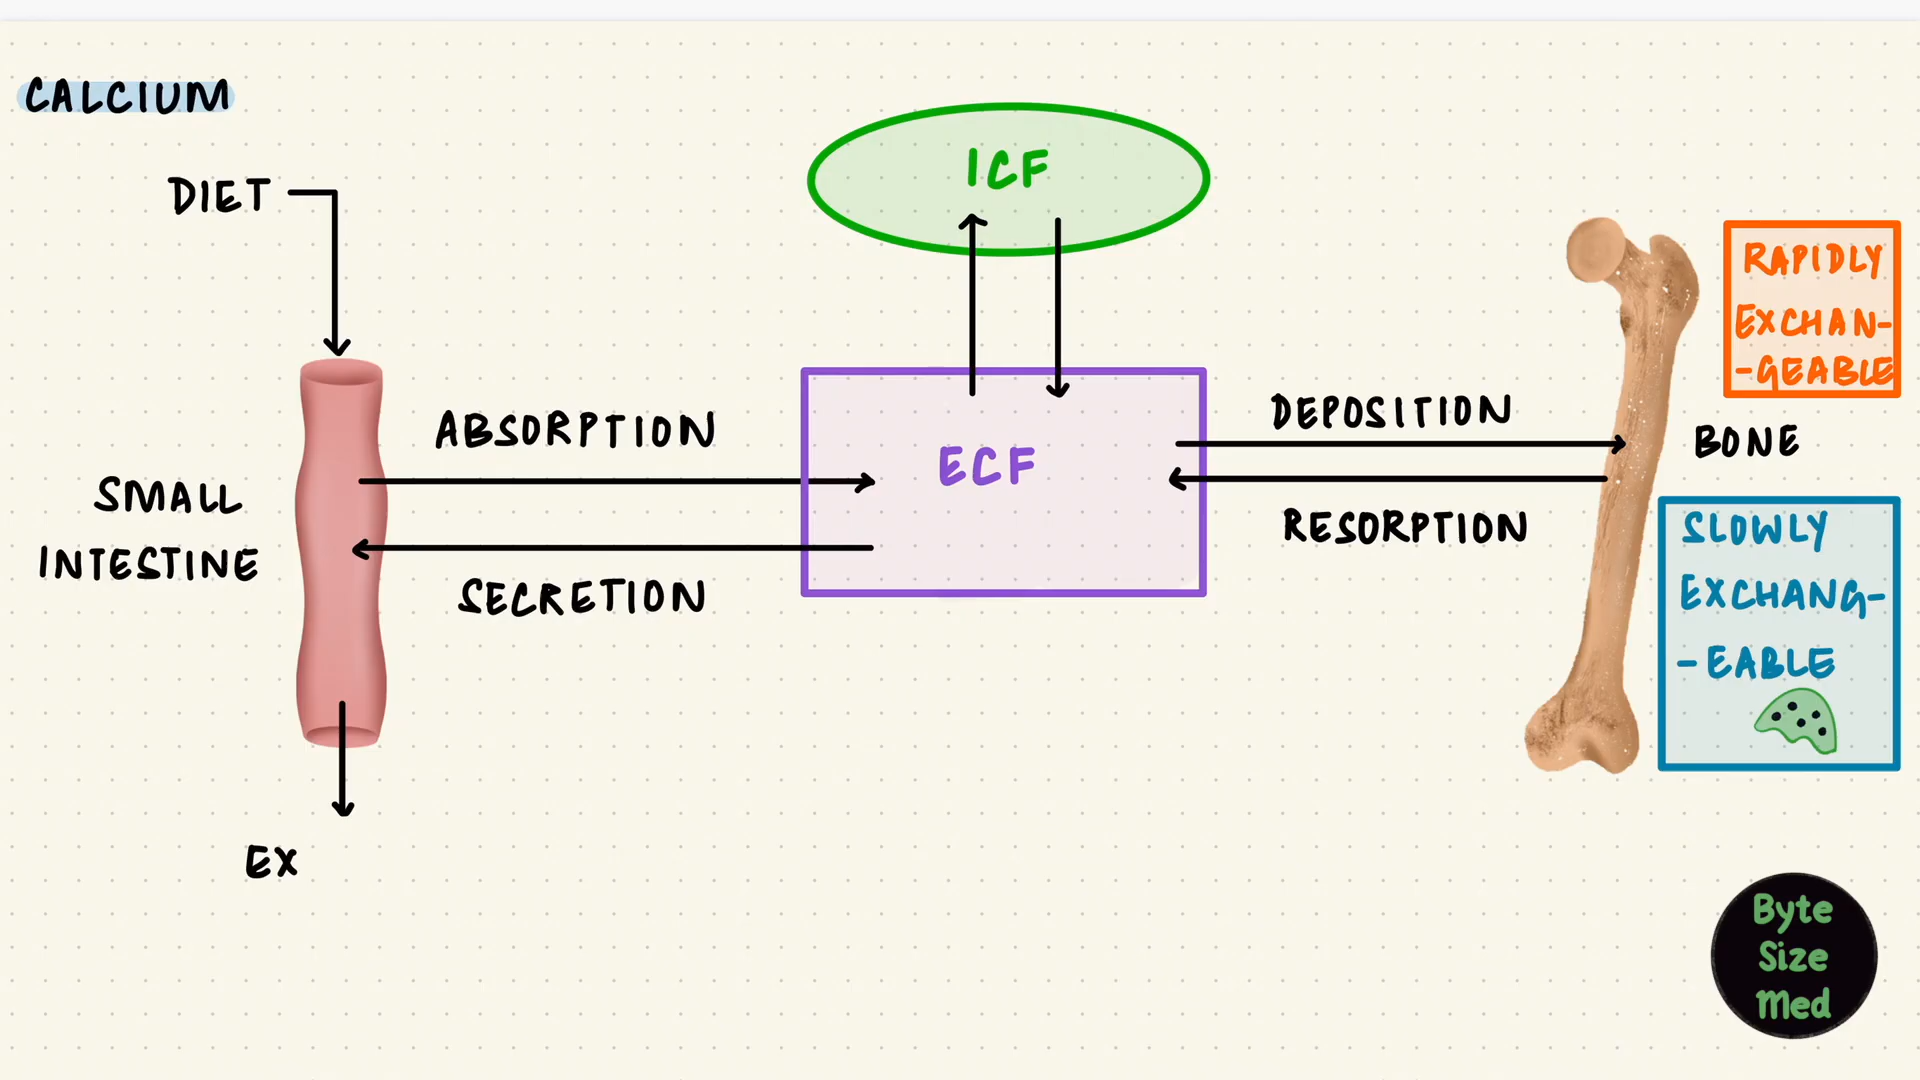 CALCIUM
DIET
SMALL
INTESTINE
ABSORPTION
SECRETION
EX
ICF
ECF
DEPOSITION
RESORPTION
RAPIDLY
EXCHAN-
-GEABLE
BONE
SLOWLY
EXCHANG-
-EABLE
Byte
Size
Med